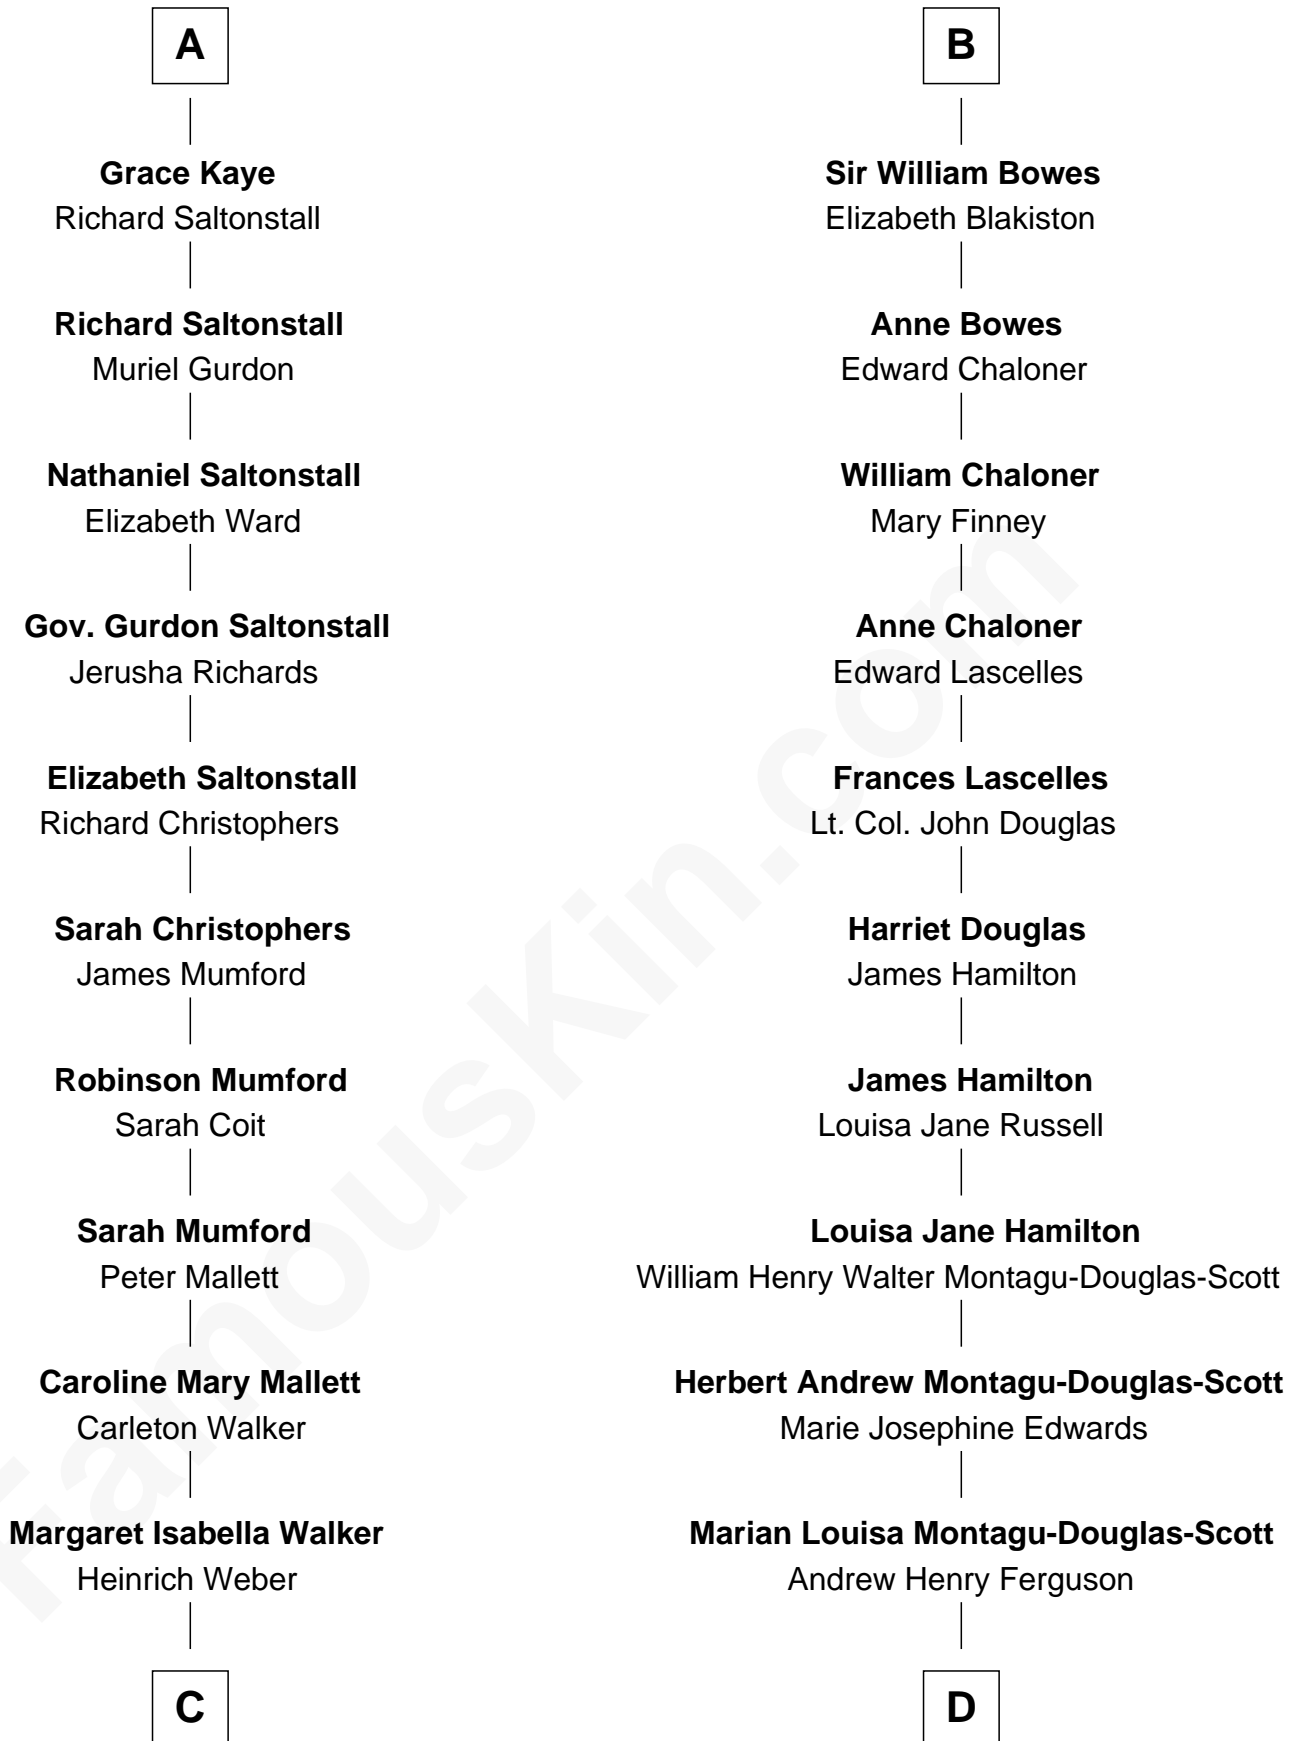 A
Grace Kaye
Richard Saltonstall
Richard Saltonstall
Muriel Gurdon
Nathaniel Saltonstall
Elizabeth Ward
Gov. Gurdon Saltonstall
Jerusha Richards
Elizabeth Saltonstall
Richard Christophers
Sarah Christophers
James Mumford
Robinson Mumford
Sarah Coit
Sarah Mumford
Peter Mallett
Caroline Mary Mallett
Carleton Walker
Margaret Isabella Walker
Heinrich Weber
C
B
Sir William Bowes
Elizabeth Blakiston
Anne Bowes
Edward Chaloner
William Chaloner
Mary Finney
Anne Chaloner
Edward Lascelles
Frances Lascelles
Lt. Col. John Douglas
Harriet Douglas
James Hamilton
James Hamilton
Louisa Jane Russell
Louisa Jane Hamilton
William Henry Walter Montagu-Douglas-Scott
Herbert Andrew Montagu-Douglas-Scott
Marie Josephine Edwards
Marian Louisa Montagu-Douglas-Scott
Andrew Henry Ferguson
D
FamousKin.com